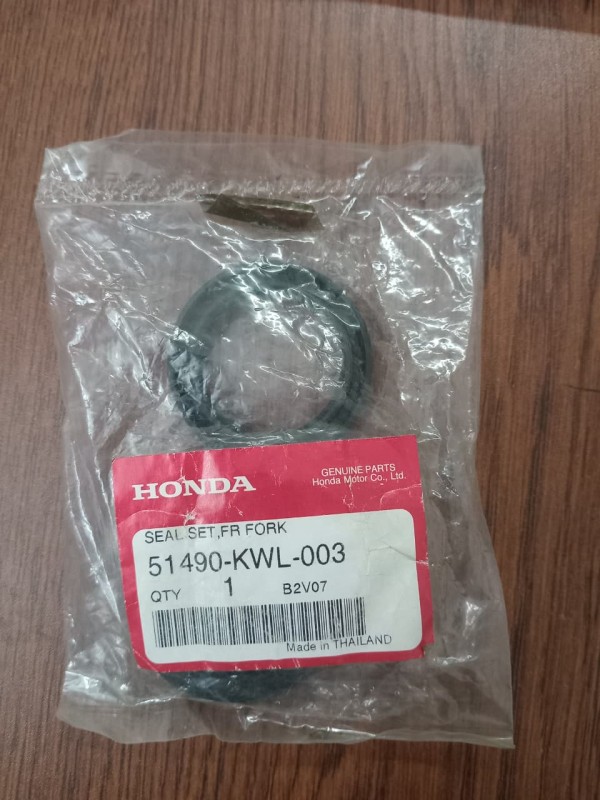 HONDA
GENUINE PARTS
Honda Motor Co., Ltd.
SEAL SET,FR FORK
51490-KWL-003
QTY 1 B2V07
Made in THAILAND